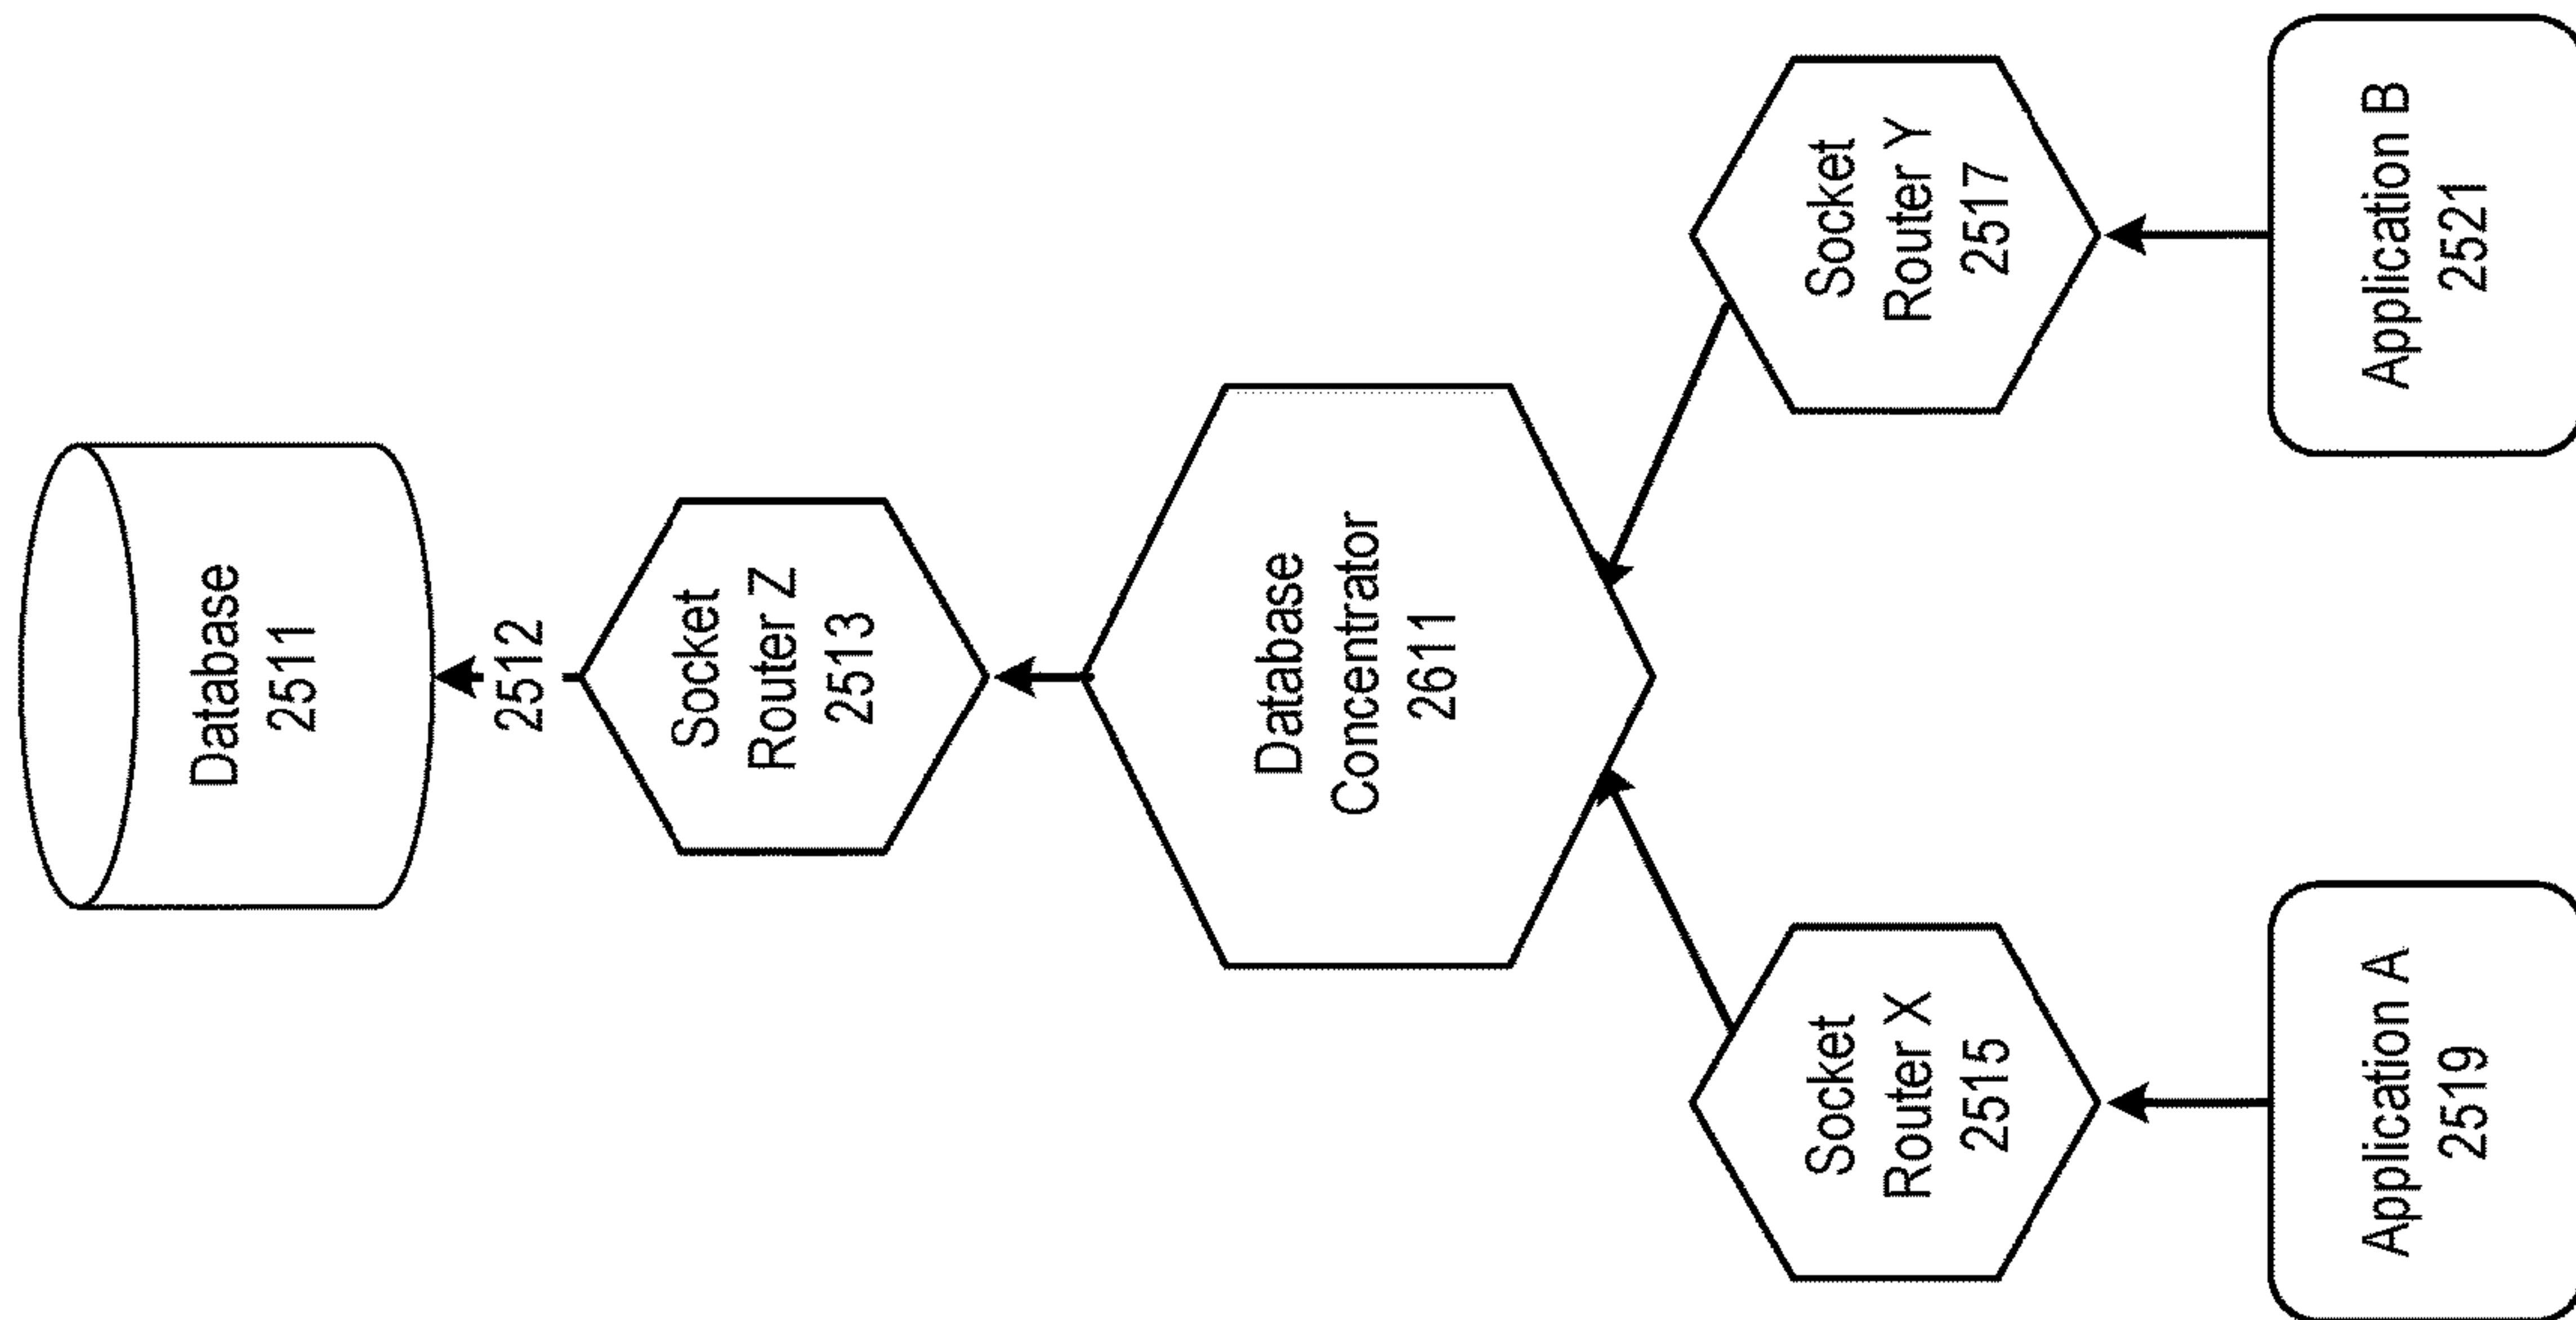 Database
2511
2512
Socket
Router Z
2513
Database
Concentrator
2611
Socket
Router X
2515
Socket
Router Y
2517
Application A
2519
Application B
2521